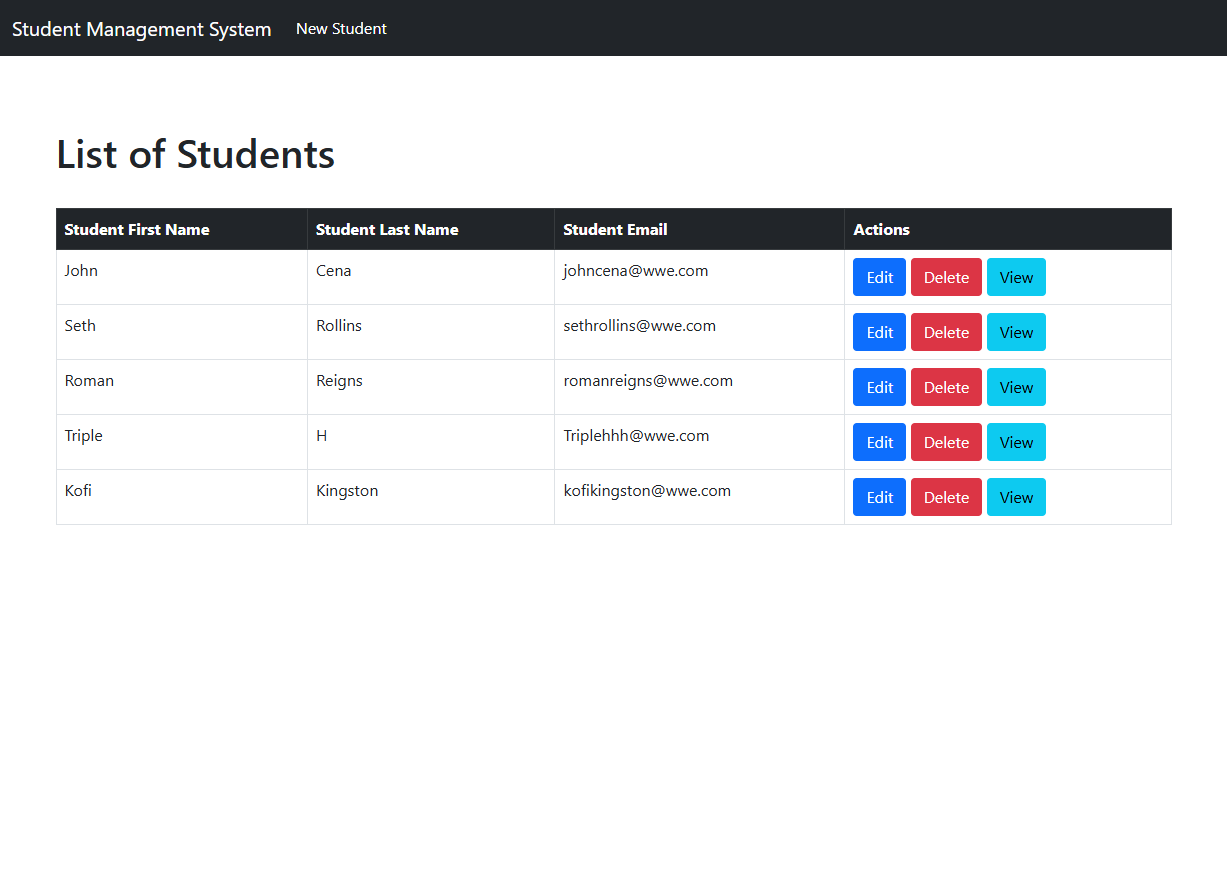 Student Management System New Student
List of Students
Student First Name Student Last Name Student Email Actions
John Cena johncena@wwe.com Edit Delete View
Seth Rollins sethrollins@wwe.com Edit Delete View
Roman Reigns romanreigns@wwe.com Edit Delete View
Triple H Triplehhh@wwe.com Edit Delete View
Kofi Kingston kofikingston@wwe.com Edit Delete View